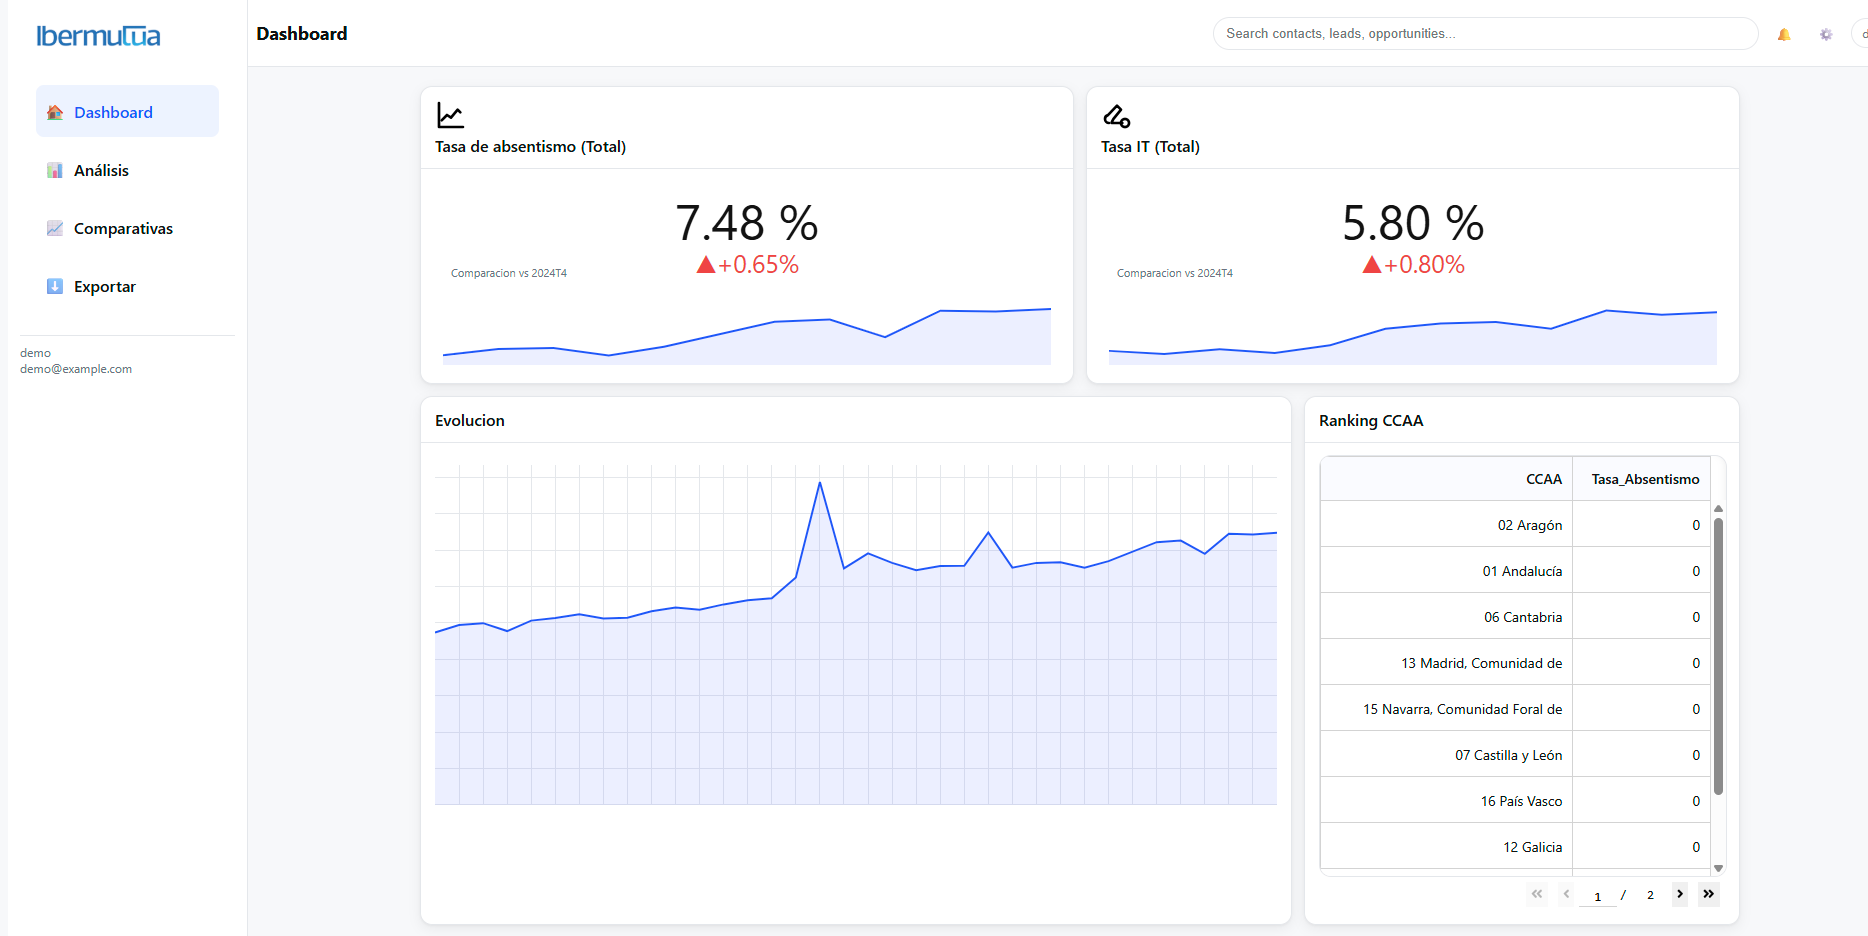 Ibermutua
Dashboard
Search contacts, leads, opportunities...
Dashboard
Análisis
Comparativas
Exportar
demo
demo@example.com
Tasa de absentismo (Total)
7.48 %
Comparacion vs 2024T4
▲+0.65%
Tasa IT (Total)
5.80 %
Comparacion vs 2024T4
▲+0.80%
Evolucion
Ranking CCAA
CCAA Tasa_Absentismo
02 Aragón 0
01 Andalucía 0
06 Cantabria 0
13 Madrid, Comunidad de 0
15 Navarra, Comunidad Foral de 0
07 Castilla y León 0
16 País Vasco 0
12 Galicia 0
1 / 2